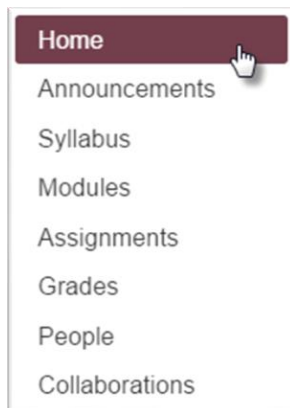 Home
Announcements
Syllabus
Modules
Assignments
Grades
People
Collaborations